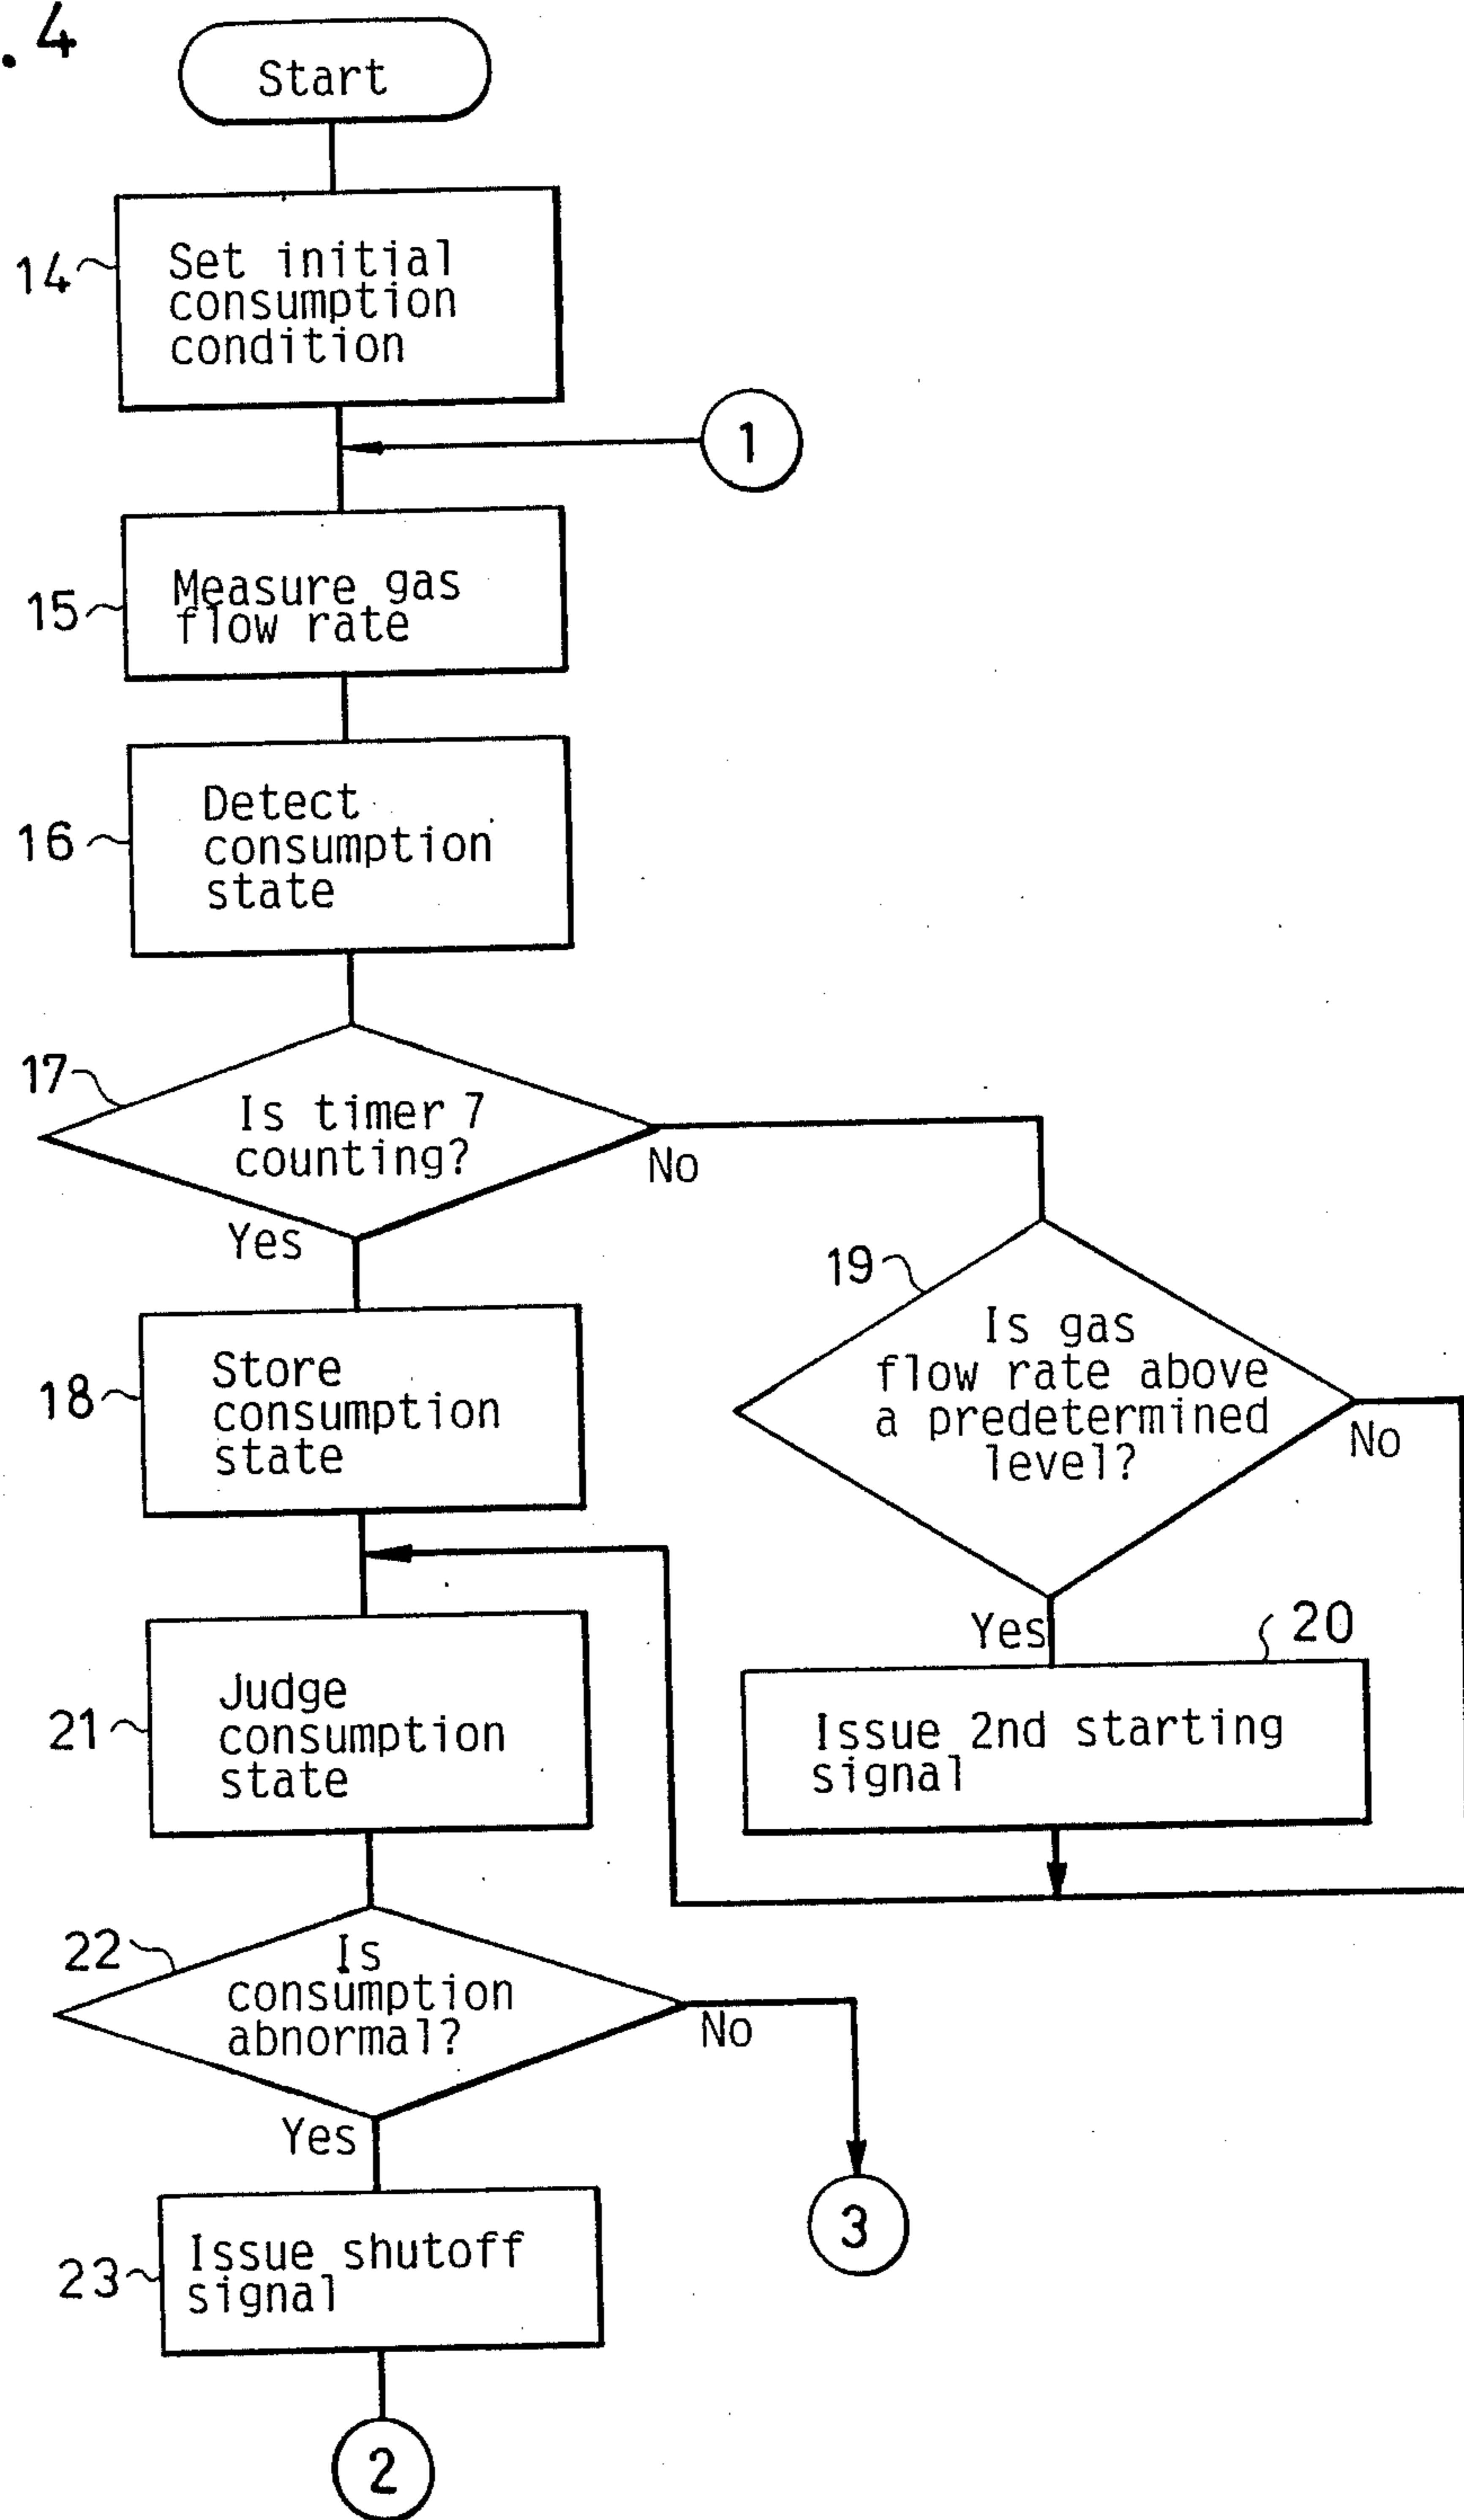 .4
Start
14
Set initial
consumption
condition
1
15
Measure gas
flow rate
16
Detect
consumption
state
17
Is timer 7
counting?
No
Yes
19
Is gas
flow rate above
a predetermined
level?
No
Yes
18
Store
consumption
state
20
Issue 2nd starting
signal
21
Judge
consumption
state
22
Is
consumption
abnormal?
No
Yes
3
23
Issue shutoff
signal
2